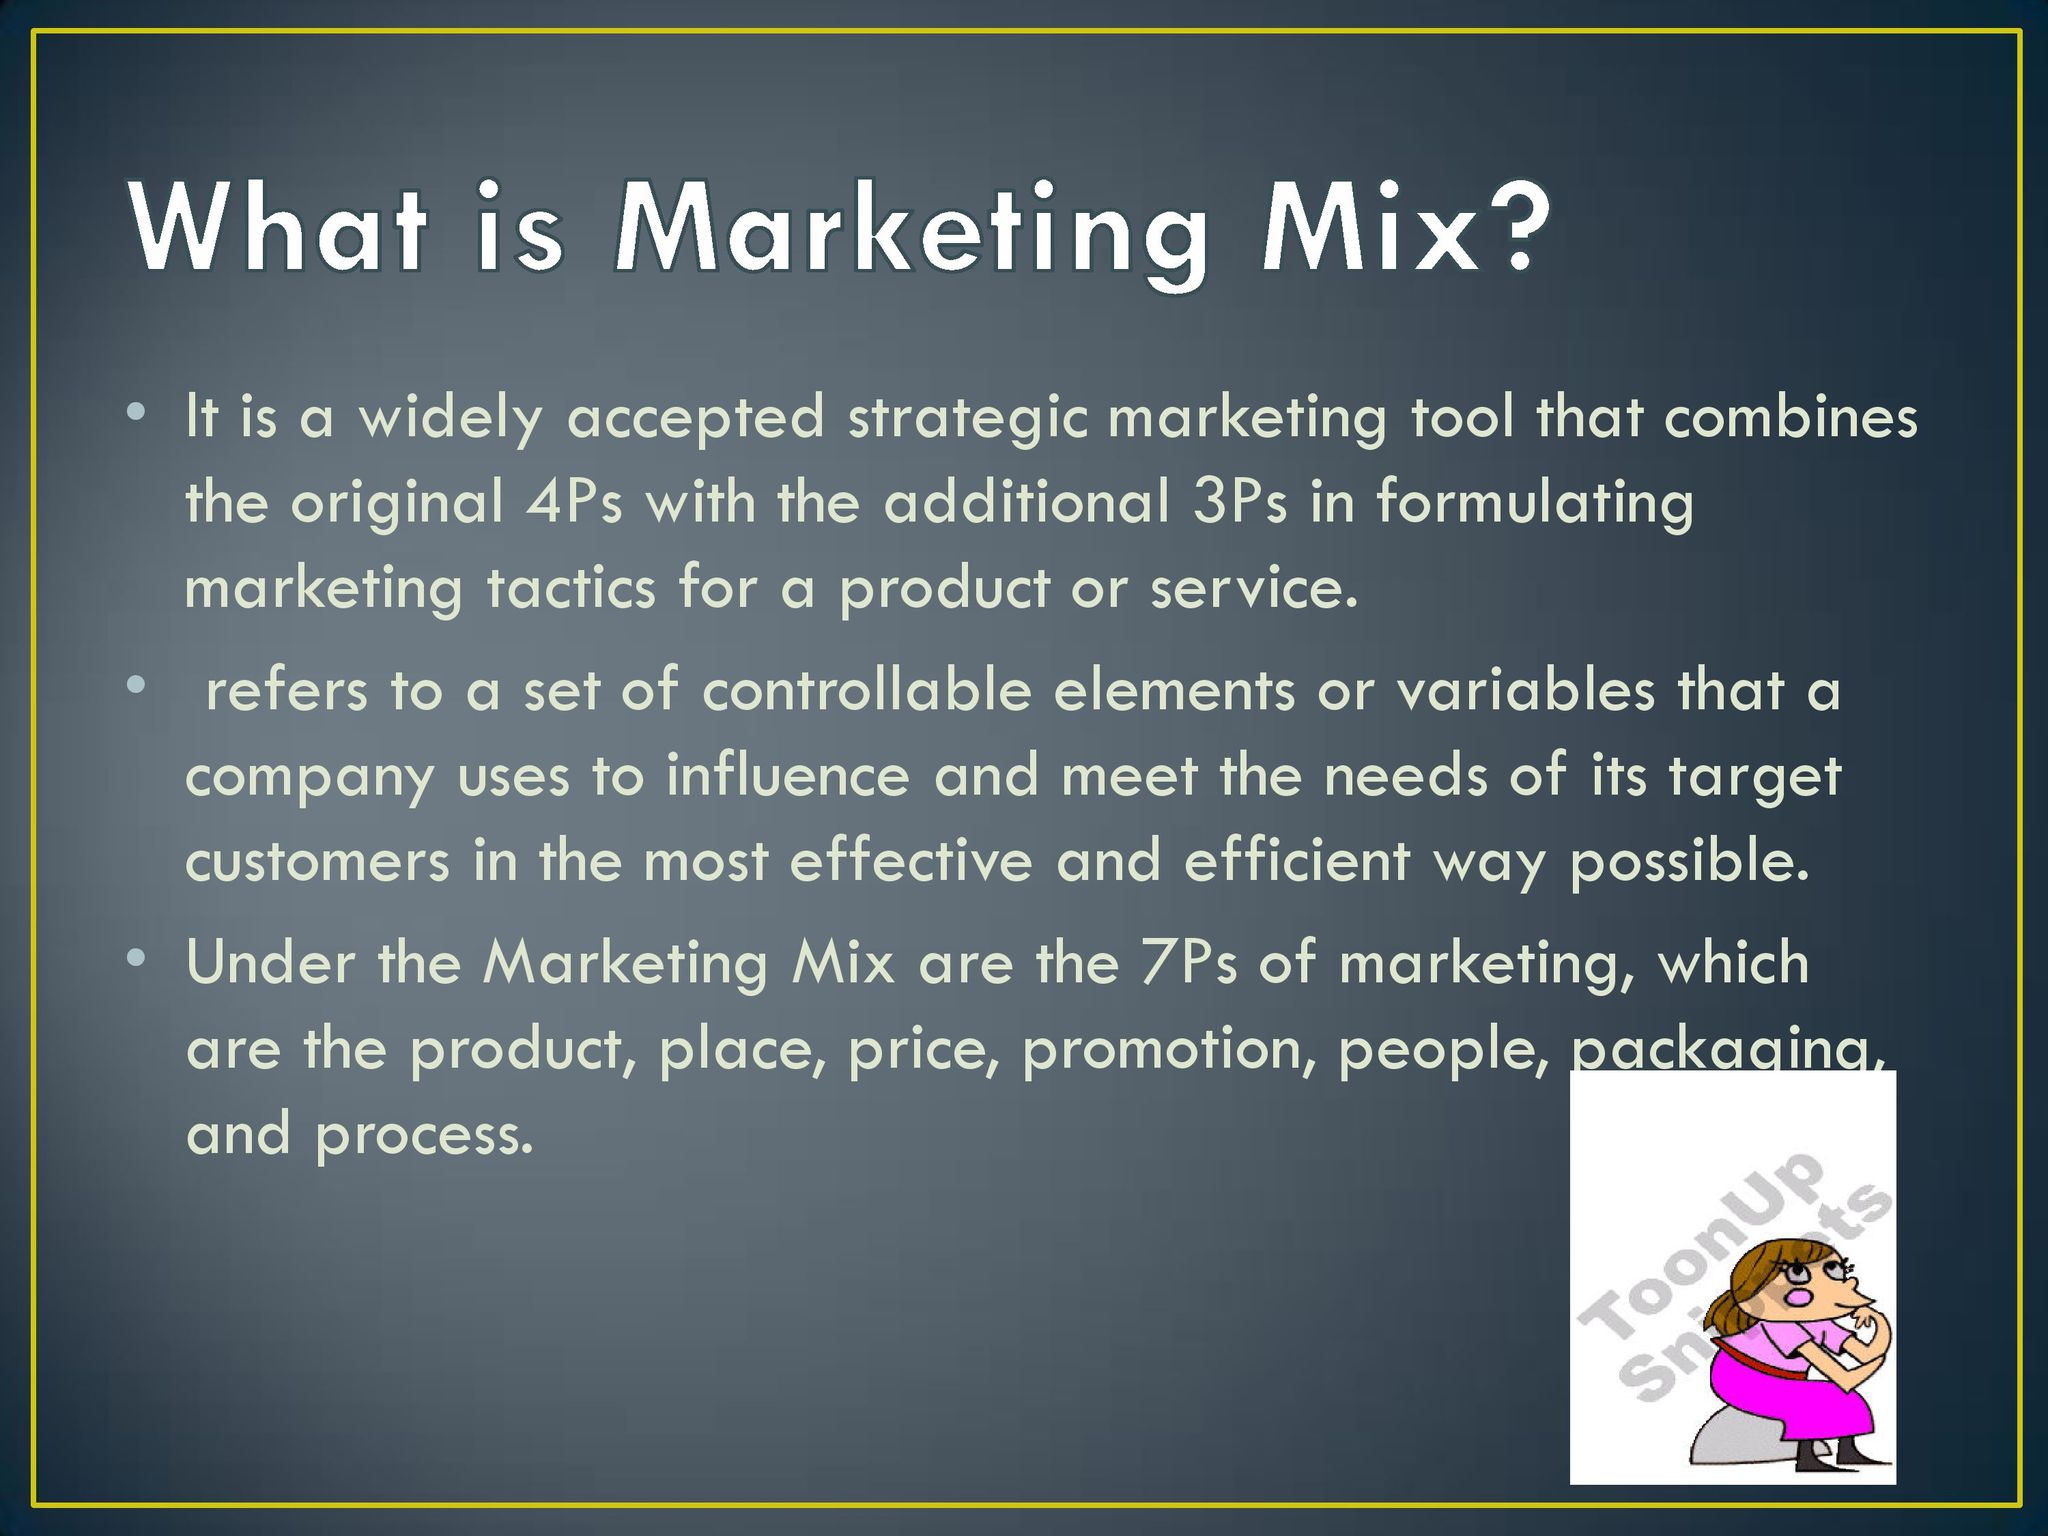 What is Marketing Mix?
• It is a widely accepted strategic marketing tool that combines
the original 4Ps with the additional 3Ps in formulating
marketing tactics for a product or service.
• refers to a set of controllable elements or variables that a
company uses to influence and meet the needs of its target
customers in the most effective and efficient way possible.
• Under the Marketing Mix are the 7Ps of marketing, which
are the product, place, price, promotion, people, packaging,
and process.
ToonUp
Snippets